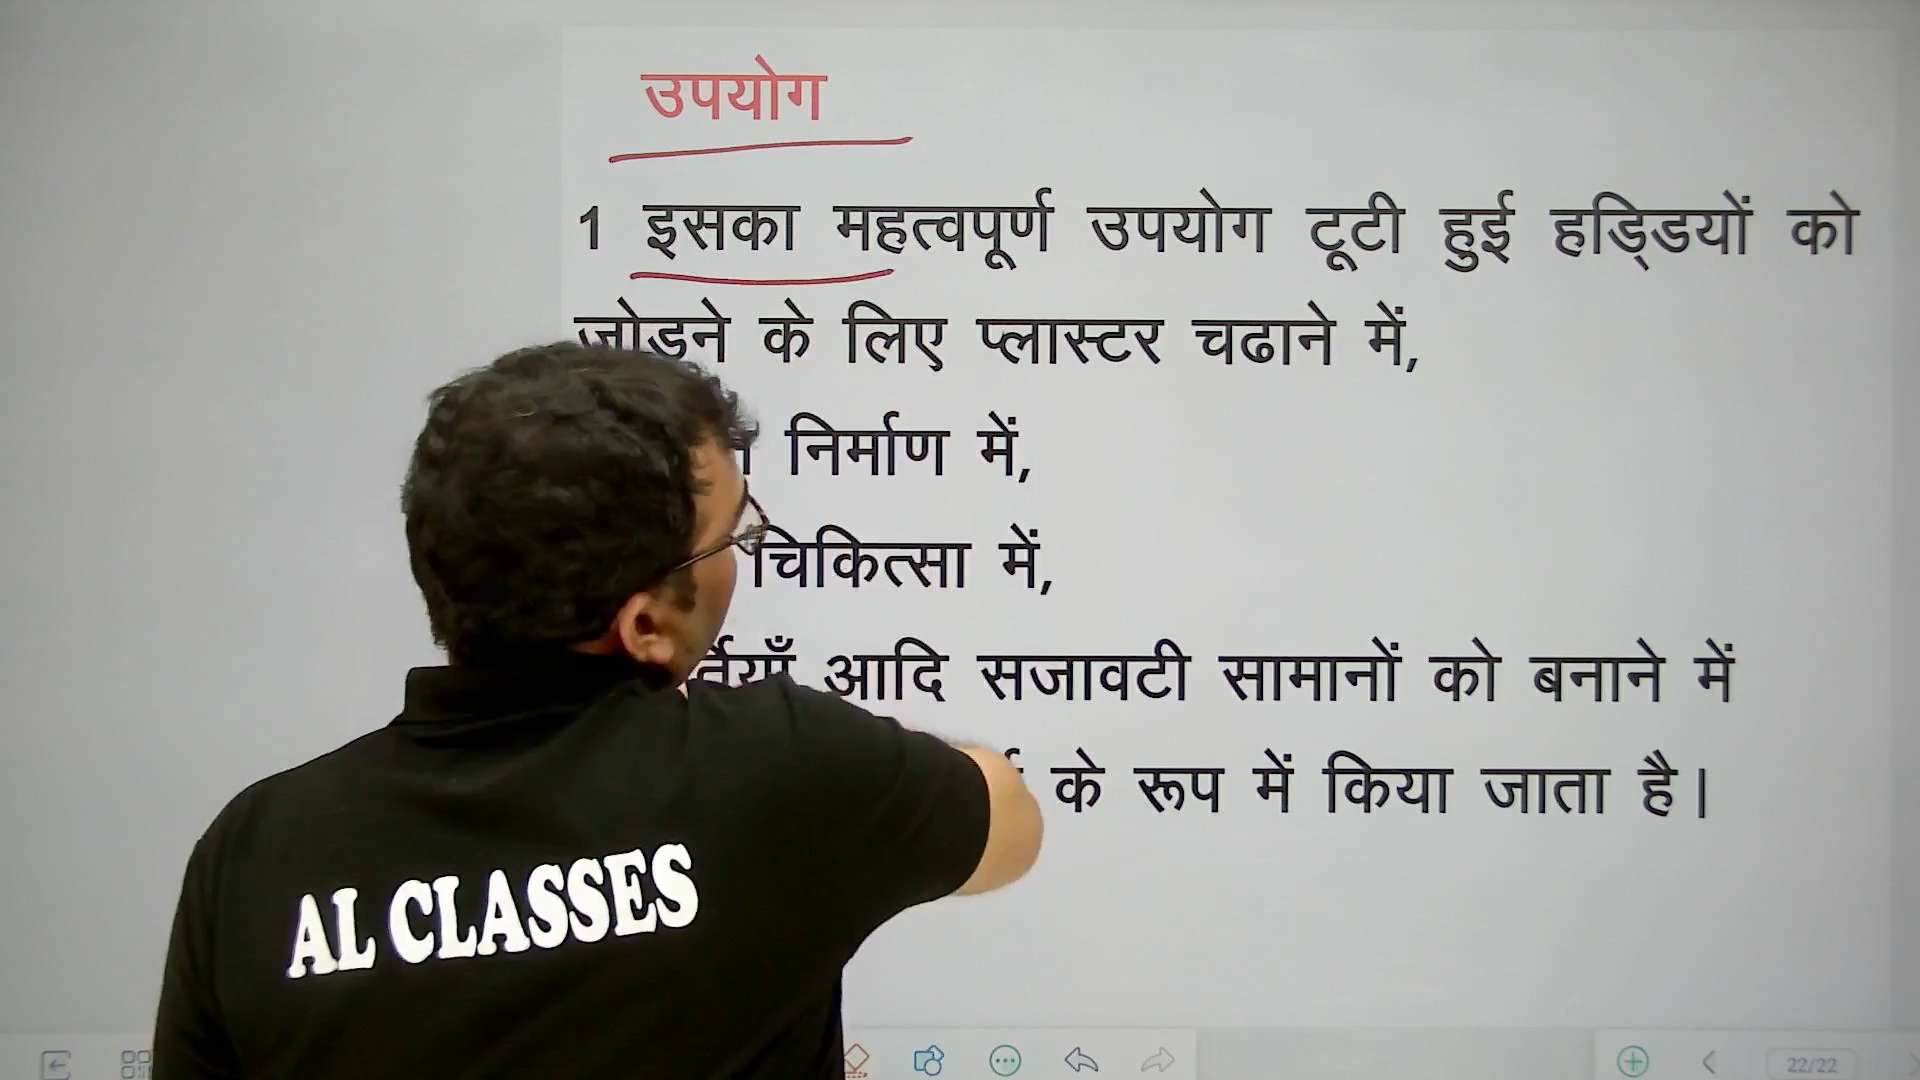 उपयोग
1 इसका महत्वपूर्ण उपयोग टूटी हुई हड्डियों को
जोड़ने के लिए प्लास्टर चढाने में,
निर्माण में,
चिकित्सा में,
आदि सजावटी सामानों को बनाने में
के रूप में किया जाता है।
AL CLASSES
22/22